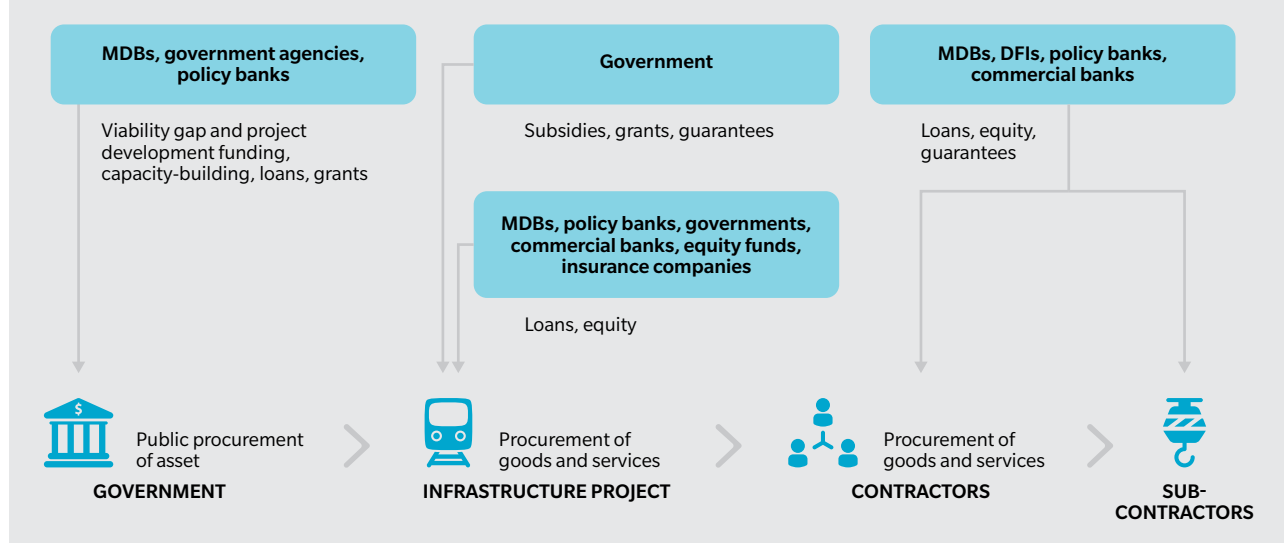 MDBs, government agencies,
policy banks
Viability gap and project
development funding,
capacity-building, loans, grants
Government
Subsidies, grants, guarantees
MDBs, policy banks, governments,
commercial banks, equity funds,
insurance companies
Loans, equity
MDBs, DFIs, policy banks,
commercial banks
Loans, equity,
guarantees
$
Public procurement
of asset
GOVERNMENT
Procurement of
goods and services
INFRASTRUCTURE PROJECT
Procurement of
goods and services
CONTRACTORS
SUB-
CONTRACTORS